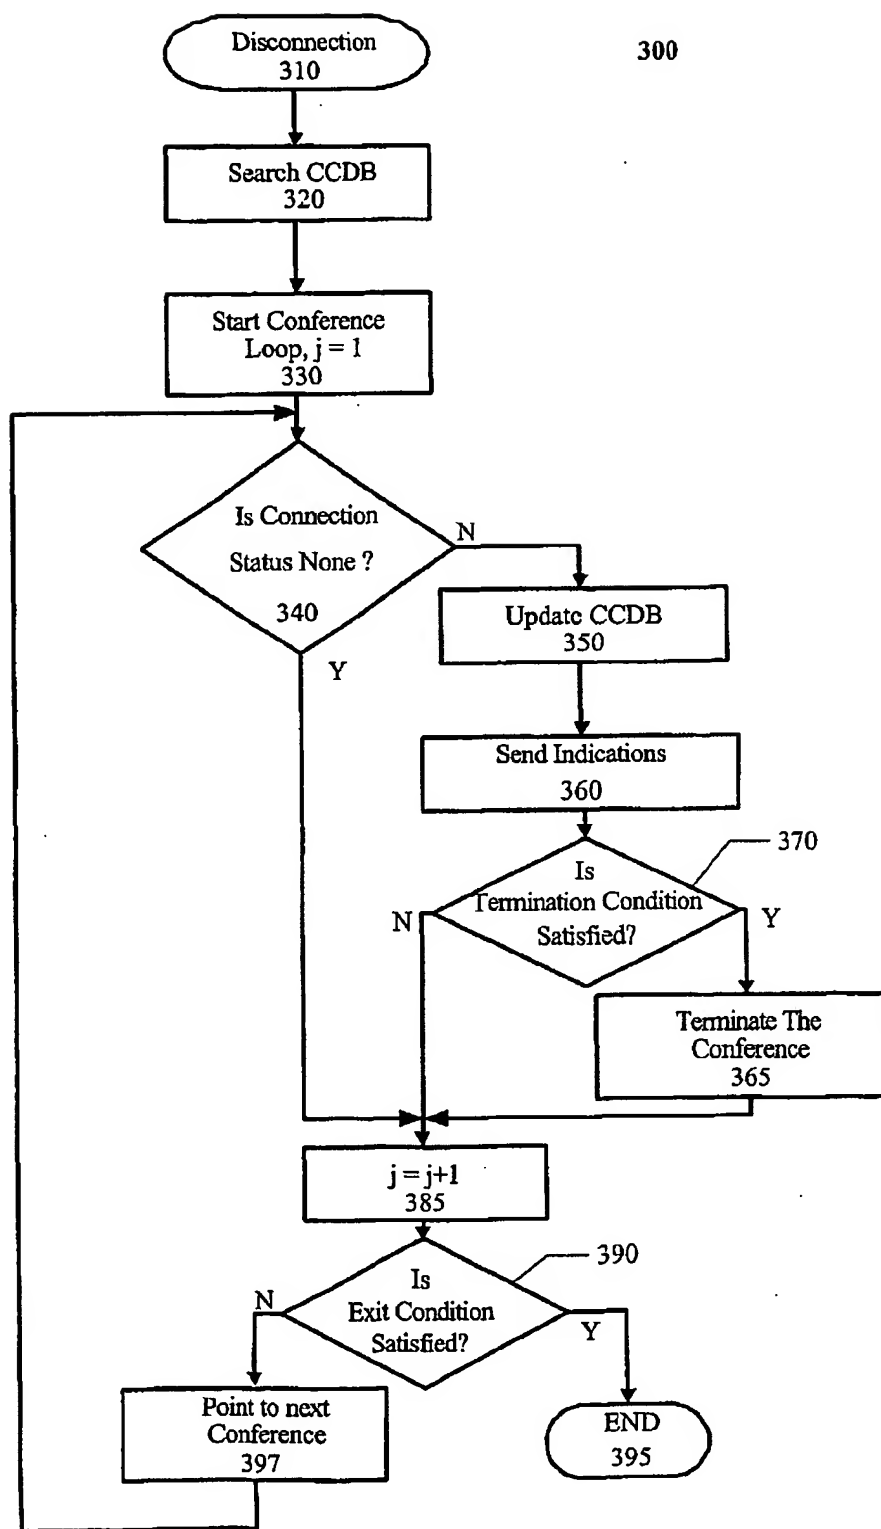 Disconnection
310
300
Search CCDB
320
Start Conference
Loop, j = 1
330
Is Connection
Status None ?
340
N
Y
Update CCDB
350
Send Indications
360
370
Is
Termination Condition
Satisfied?
N
Y
Terminate The
Conference
365
j = j+1
385
390
Is
Exit Condition
Satisfied?
N
Y
Point to next
Conference
397
END
395